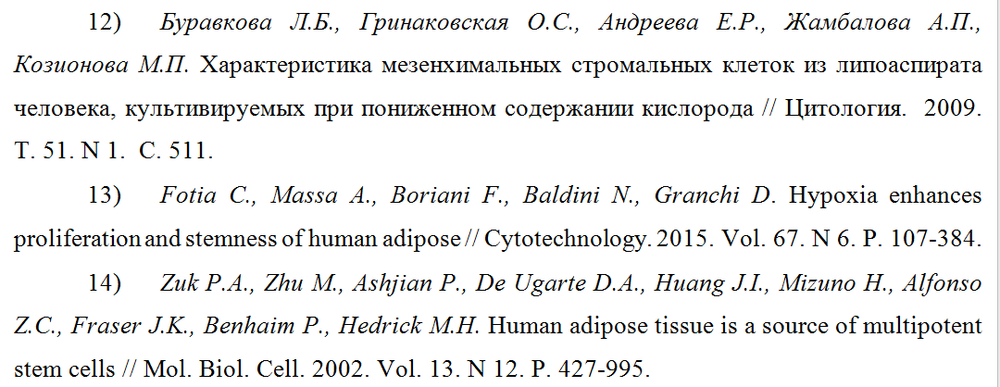 12) Буравкова Л.Б., Гринаковская О.С., Андреева Е.Р., Жамбалова А.П.,
Козионова М.П. Характеристика мезенхимальных стромальных клеток из липоаспирата
человека, культивируемых при пониженном содержании кислорода // Цитология. 2009.
Т. 51. N 1. С. 511.
13) Fotia C., Massa A., Boriani F., Baldini N., Granchi D. Hypoxia enhances
proliferation and stemness of human adipose // Cytotechnology. 2015. Vol. 67. N 6. P. 107-384.
14) Zuk P.A., Zhu M., Ashjian P., De Ugarte D.A., Huang J.I., Mizuno H., Alfonso
Z.C., Fraser J.K., Benhaim P., Hedrick M.H. Human adipose tissue is a source of multipotent
stem cells // Mol. Biol. Cell. 2002. Vol. 13. N 12. P. 427-995.